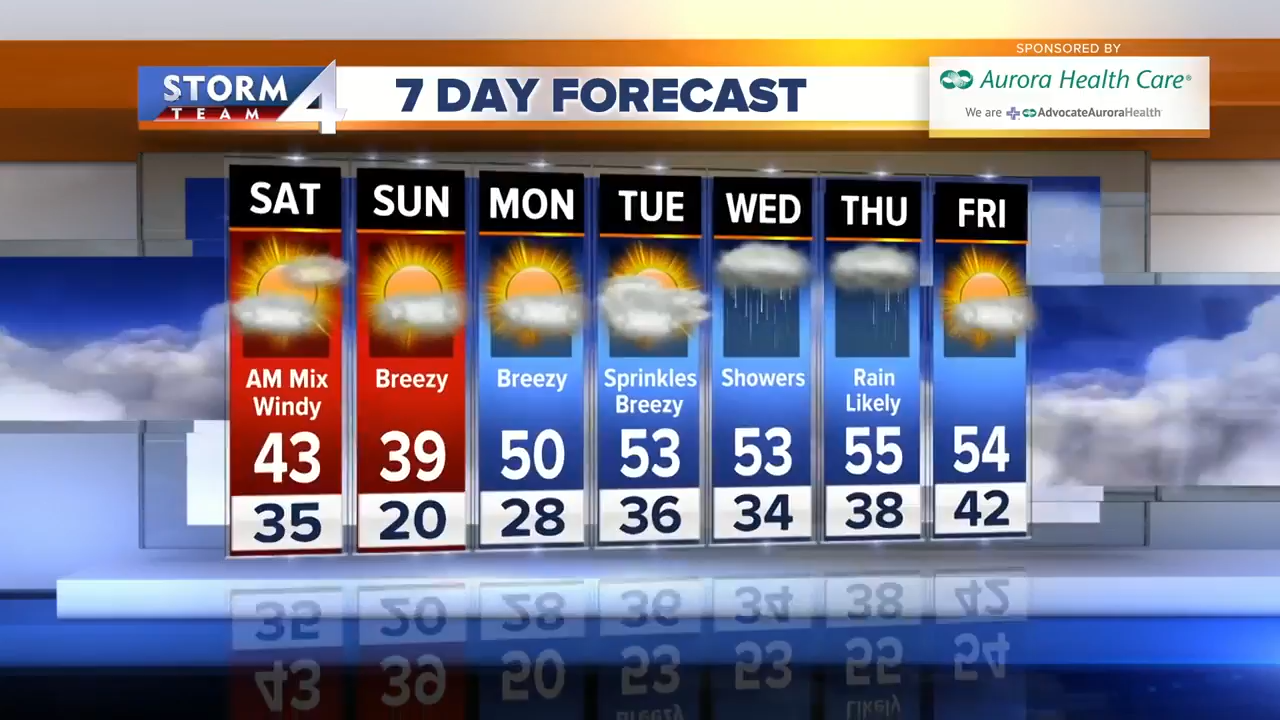 SPONSORED BY
STORM
TEAM
4
7 DAY FORECAST
Aurora Health Care®
We are AdvocateAuroraHealth
SAT
SUN
MON
TUE
WED
THU
FRI
AM Mix
Windy
Breezy
Breezy
Sprinkles
Breezy
Showers
Rain
Likely
43
39
50
53
53
55
54
35
20
28
36
34
38
42